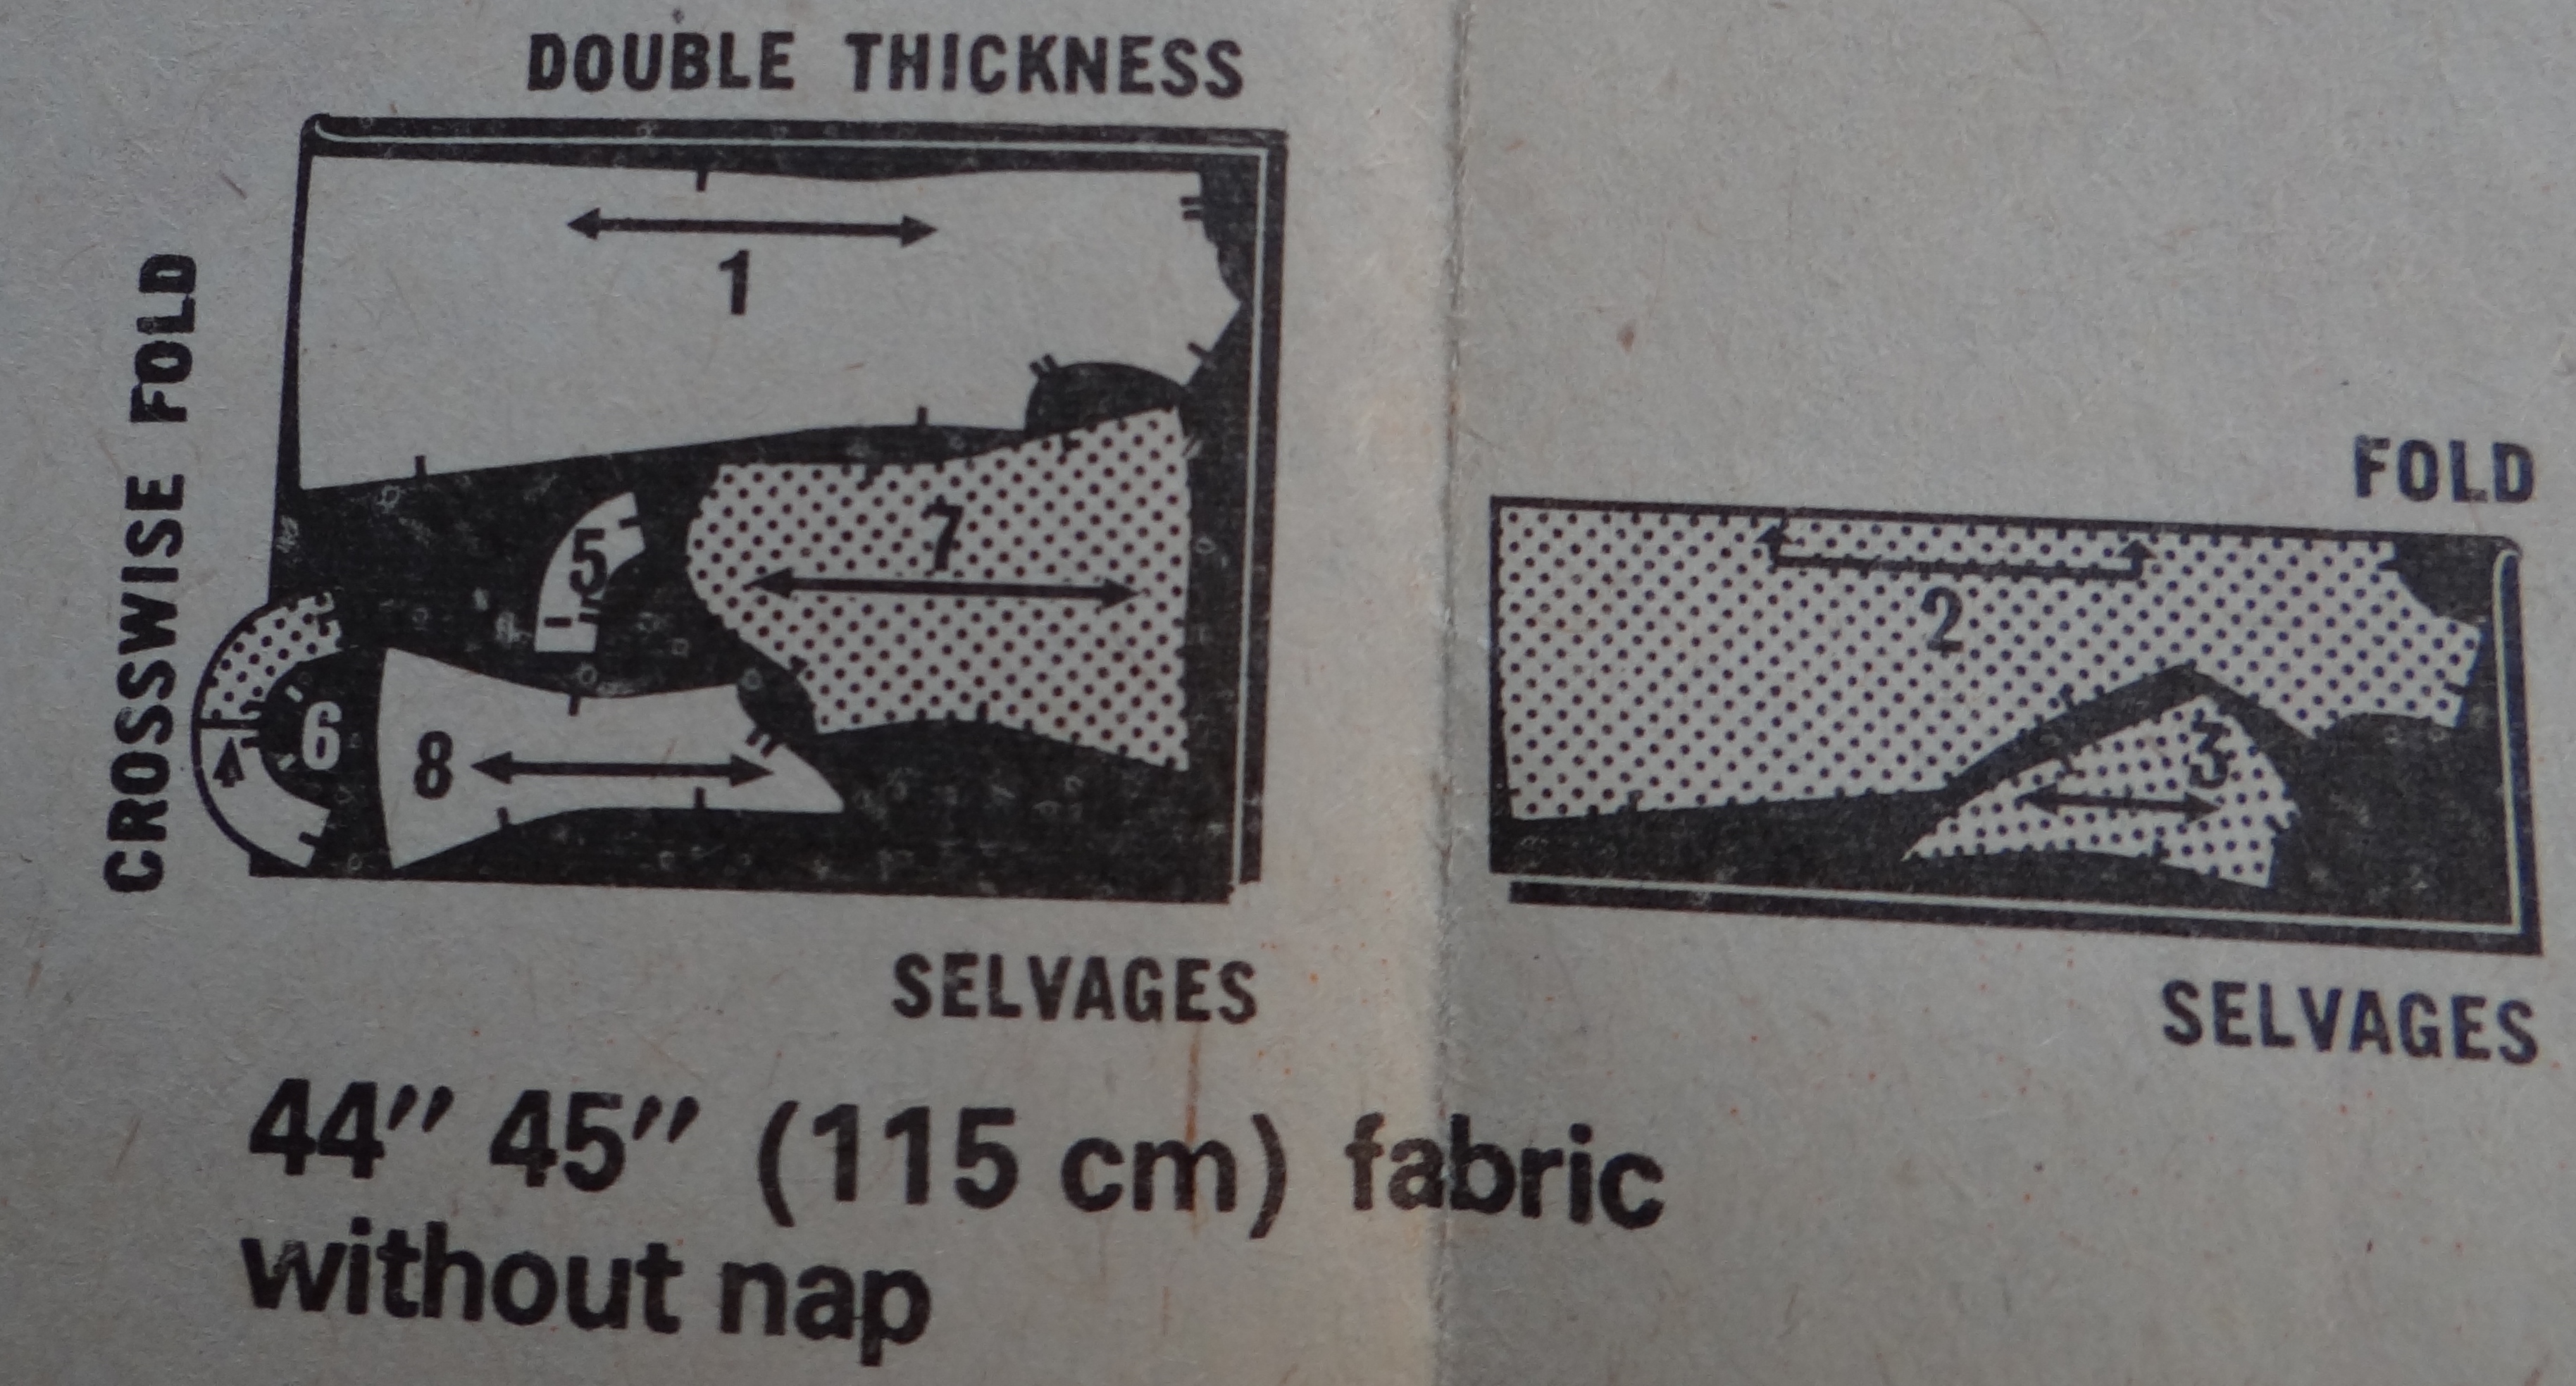 DOUBLE THICKNESS
CROSSWISE FOLD
1
5
7
6
8
SELVAGES
FOLD
2
3
SELVAGES
44" 45" (115 cm) fabric
without nap